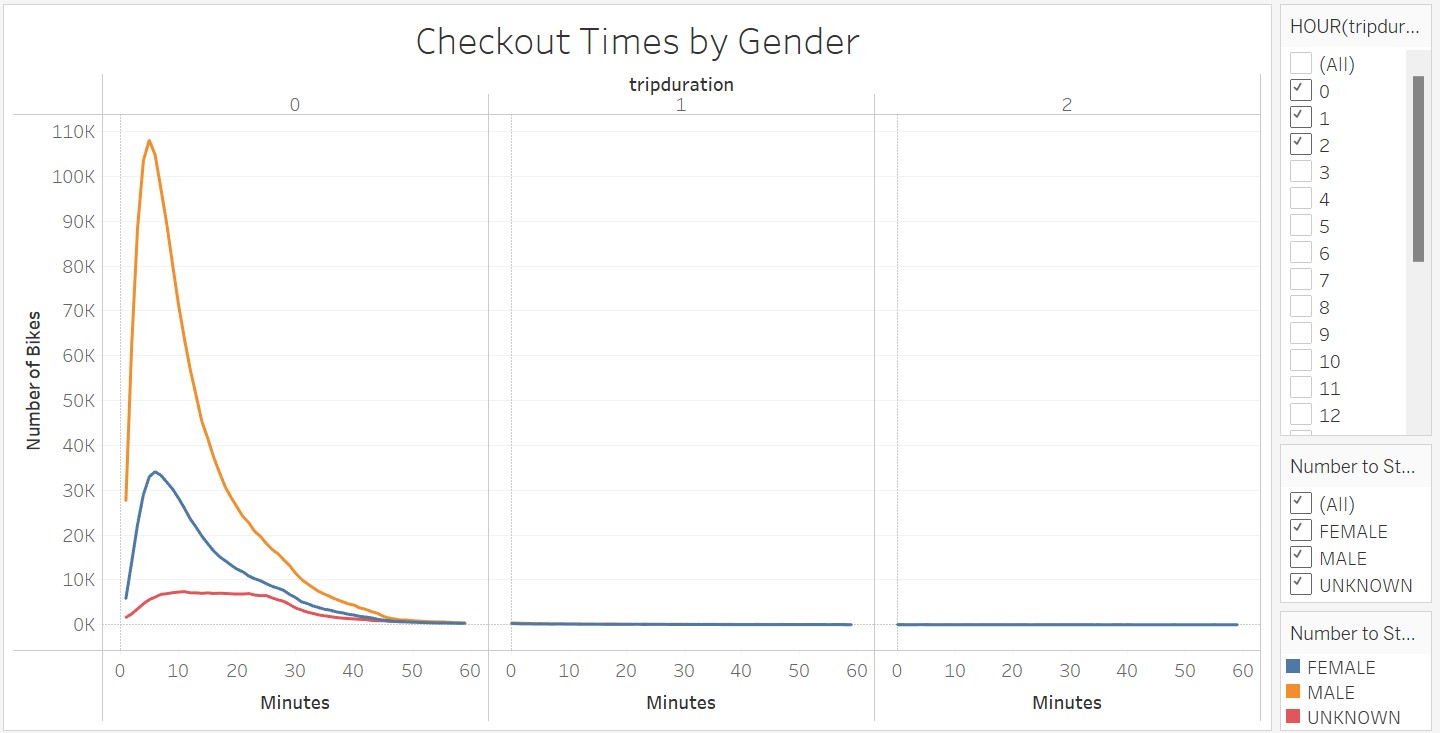 Checkout Times by Gender
tripduration
0 1 2
110K
100K
90K
80K
70K
60K
50K
40K
30K
20K
10K
0K
Number of Bikes
0 10 20 30 40 50 60 0 10 20 30 40 50 60 0 10 20 30 40 50 60
Minutes Minutes Minutes
HOUR(tripdur...
(All)
0
1
2
3
4
5
6
7
8
9
10
11
12
Number to St...
(All)
FEMALE
MALE
UNKNOWN
Number to St...
FEMALE
MALE
UNKNOWN